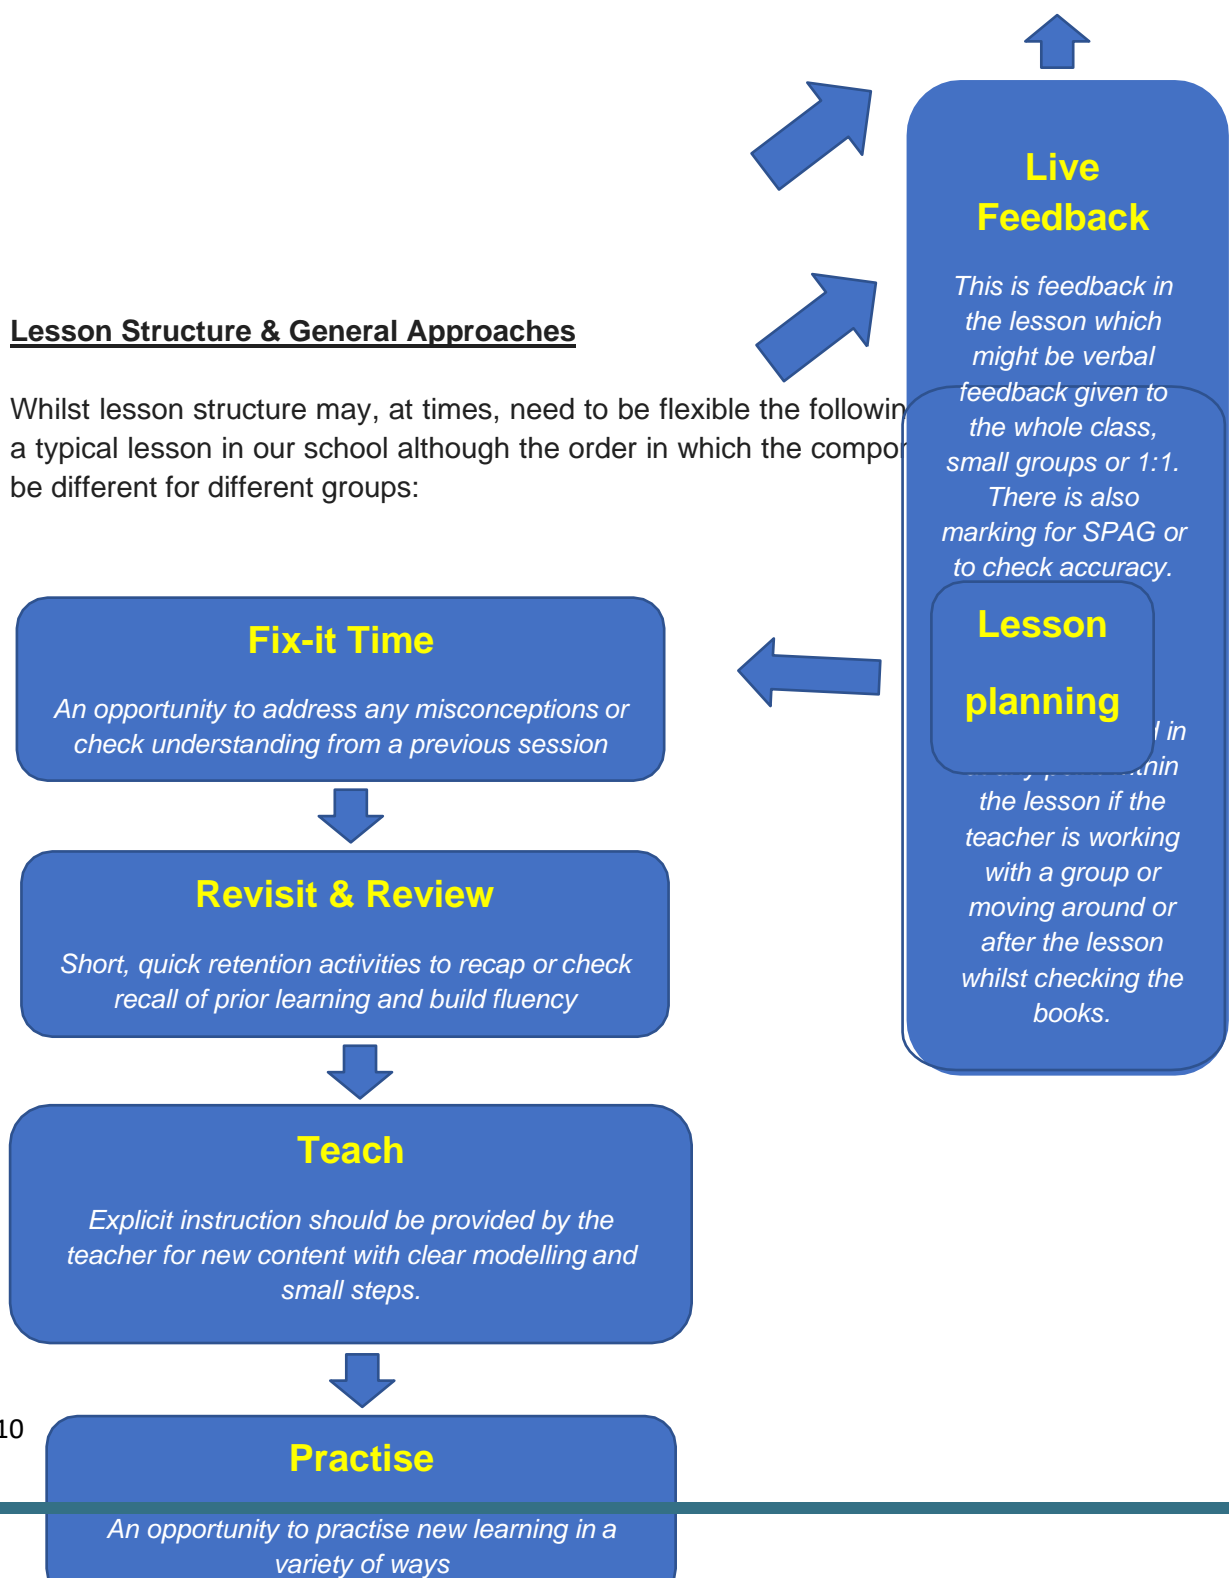 Lesson Structure & General Approaches
Whilst lesson structure may, at times, need to be flexible the
a typical lesson in our school although the order in which the
be different for different groups:
Fix-it Time
An opportunity to address any misconceptions or
check understanding from a previous session
Revisit & Review
Short, quick retention activities to recap or check
recall of prior learning and build fluency
Teach
Explicit instruction should be provided by the
teacher for new content with clear modelling and
small steps.
Practise
An opportunity to practise new learning in a
variety of ways
Live
Feedback
This is feedback in
the lesson which
might be verbal
feedback given to
the whole class,
small groups or 1:1.
There is also
marking for SPAG or
to check accuracy.
Lesson
planning
in
the lesson if the
teacher is working
with a group or
moving around or
after the lesson
whilst checking the
books.
10